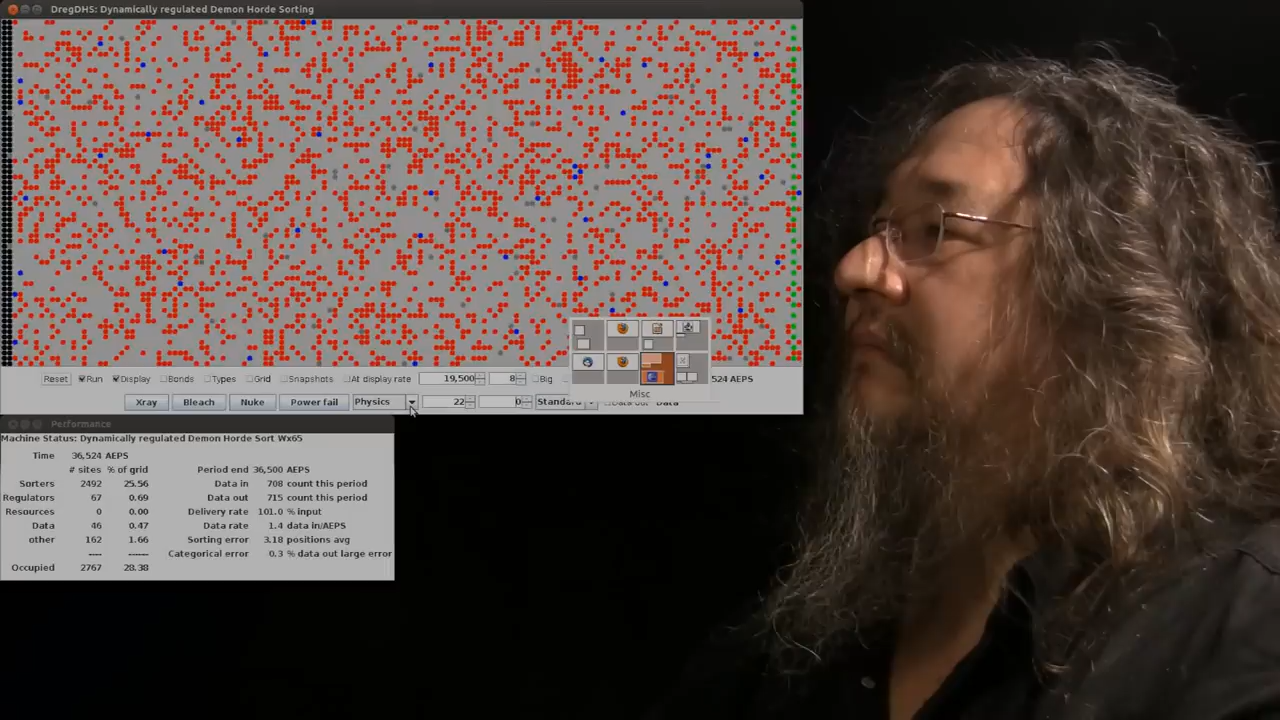 DregDHS: Dynamically regulated Demon Horde Sorting
Reset Run Display Bonds Types Grid Snapshots At display rate 19,500 8 Big 524 AEPS
Xray Bleach Nuke Power fail Physics 22 0 Standard Data out Data
Misc
Performance
Machine Status: Dynamically regulated Demon Horde Sort Wx65
Time 36,524 AEPS
# sites % of grid Period end 36,500 AEPS
Sorters 2492 25.56 Data in 708 count this period
Regulators 67 0.69 Data out 715 count this period
Resources 0 0.00 Delivery rate 101.0 % input
Data 46 0.47 Data rate 1.4 data in/AEPS
other 162 1.66 Sorting error 3.18 positions avg
---- ------ Categorical error 0.3 % data out large error
Occupied 2767 28.38